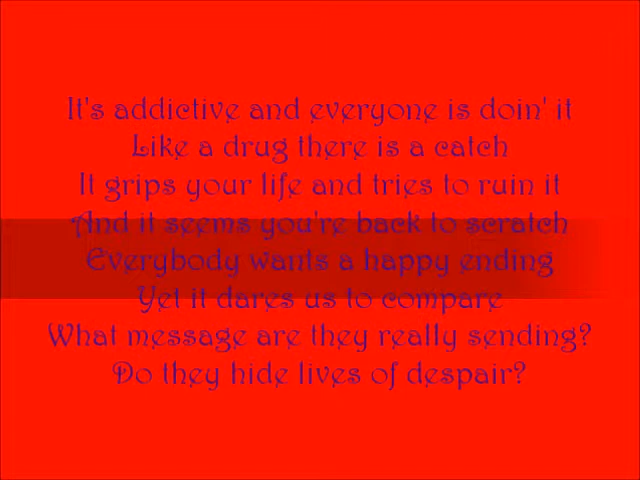 It's addictive and everyone is doin' it
Like a drug there is a catch
It grips your life and tries to ruin it
And it seems you're back to scratch
Everybody wants a happy ending
Yet it dares us to compare
What message are they really sending?
Do they hide lives of despair?